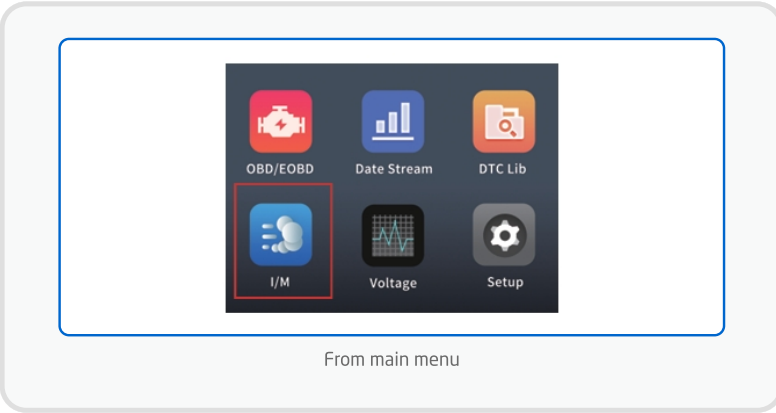 OBD/EOBD Date Stream DTC Lib
I/M Voltage Setup
From main menu